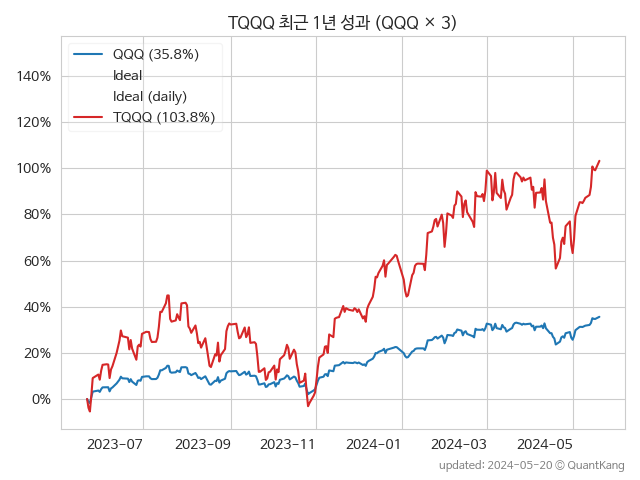 TQQQ 최근 1년 성과 (QQQ × 3)
QQQ (35.8%)
Ideal
Ideal (daily)
TQQQ (103.8%)
140%
120%
100%
80%
60%
40%
20%
0%
2023-07 2023-09 2023-11 2024-01 2024-03 2024-05
updated: 2024-05-20 © QuantKang